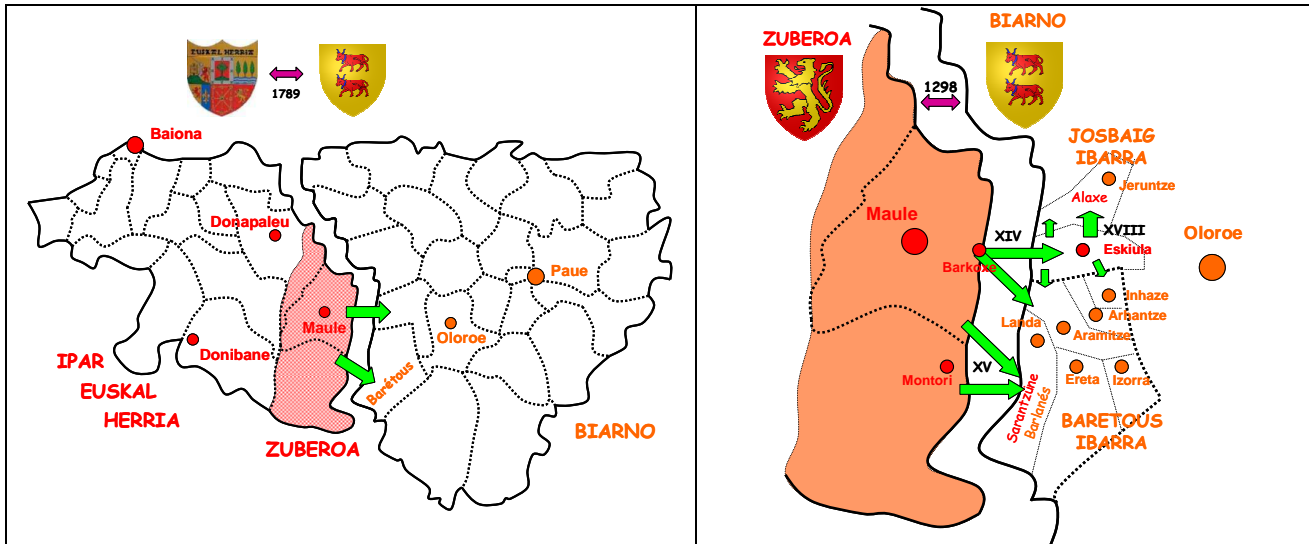 EUSKAL HERRIA
1789
Baiona
Donapaleu
Maule
Donibane
Paue
Oloroe
Barétous
IPAR
EUSKAL
HERRIA
ZUBEROA
BIARNO
ZUBEROA
BIARNO
1298
JOSBAIG
IBARRA
Jeruntze
Alaxe
Maule
XIV
XVIII
Barkoxe
Eskiula
Oloroe
Inhaze
Landa
Arhantze
Aramitze
Montori
XV
Ereta
Izorra
Sarantzüne
Barlanés
BARETOUS
IBARRA